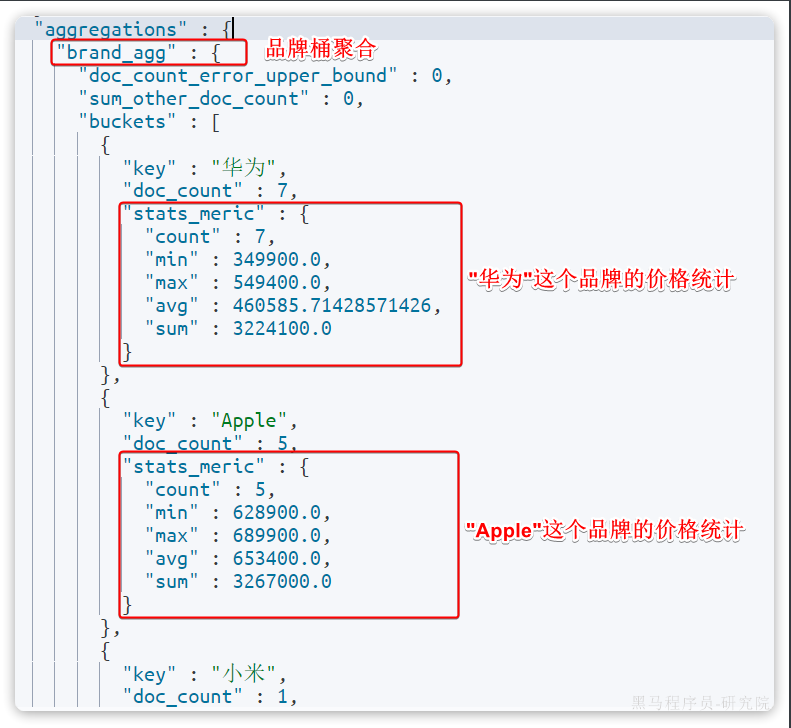 "aggregations" : {
"brand_agg" : { 品牌桶聚合
"doc_count_error_upper_bound" : 0,
"sum_other_doc_count" : 0,
"buckets" : [
{
"key" : "华为",
"doc_count" : 7,
"stats_meric" : {
"count" : 7,
"min" : 349900.0,
"max" : 549400.0,
"华为"这个品牌的价格统计
"avg" : 460585.71428571426,
"sum" : 3224100.0
}
},
{
"key" : "Apple",
"doc_count" : 5,
"stats_meric" : {
"count" : 5,
"min" : 628900.0,
"Apple"这个品牌的价格统计
"max" : 689900.0,
"avg" : 653400.0,
"sum" : 3267000.0
}
},
{
"key" : "小米",
"doc_count" : 1,
黑马程序员-研究院